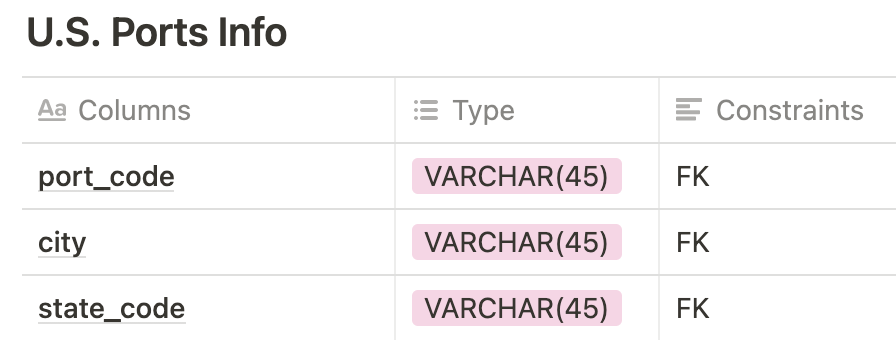 U.S. Ports Info
Aa Columns Type Constraints
port_code VARCHAR(45) FK
city VARCHAR(45) FK
state_code VARCHAR(45) FK